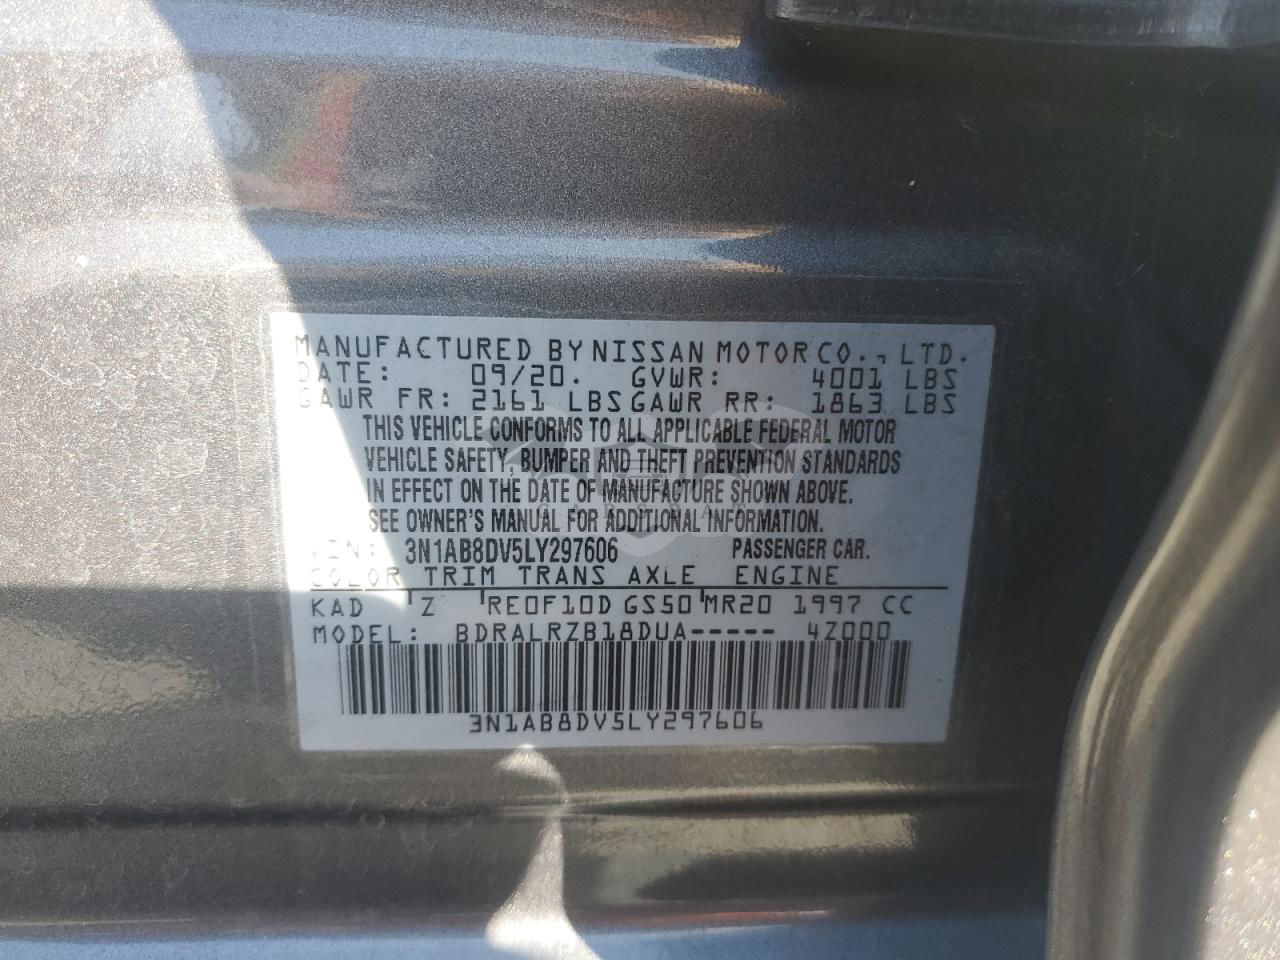 MANUFACTURED BY NISSAN MOTOR CO., LTD.
DATE: 09/20. GVWR: 4001 LBS
GAWR FR: 2161 LBS GAWR RR: 1863 LBS
THIS VEHICLE CONFORMS TO ALL APPLICABLE FEDERAL MOTOR
VEHICLE SAFETY, BUMPER AND THEFT PREVENTION STANDARDS
IN EFFECT ON THE DATE OF MANUFACTURE SHOWN ABOVE.
SEE OWNER'S MANUAL FOR ADDITIONAL INFORMATION.
VIN: 3N1AB8DV5LY297606 PASSENGER CAR.
COLOR TRIM TRANS AXLE ENGINE
KAD Z RE0F10D GS50 MR20 1997 CC
MODEL: BDRALRZB18DUA----- 4Z000
3N1AB8DV5LY297606